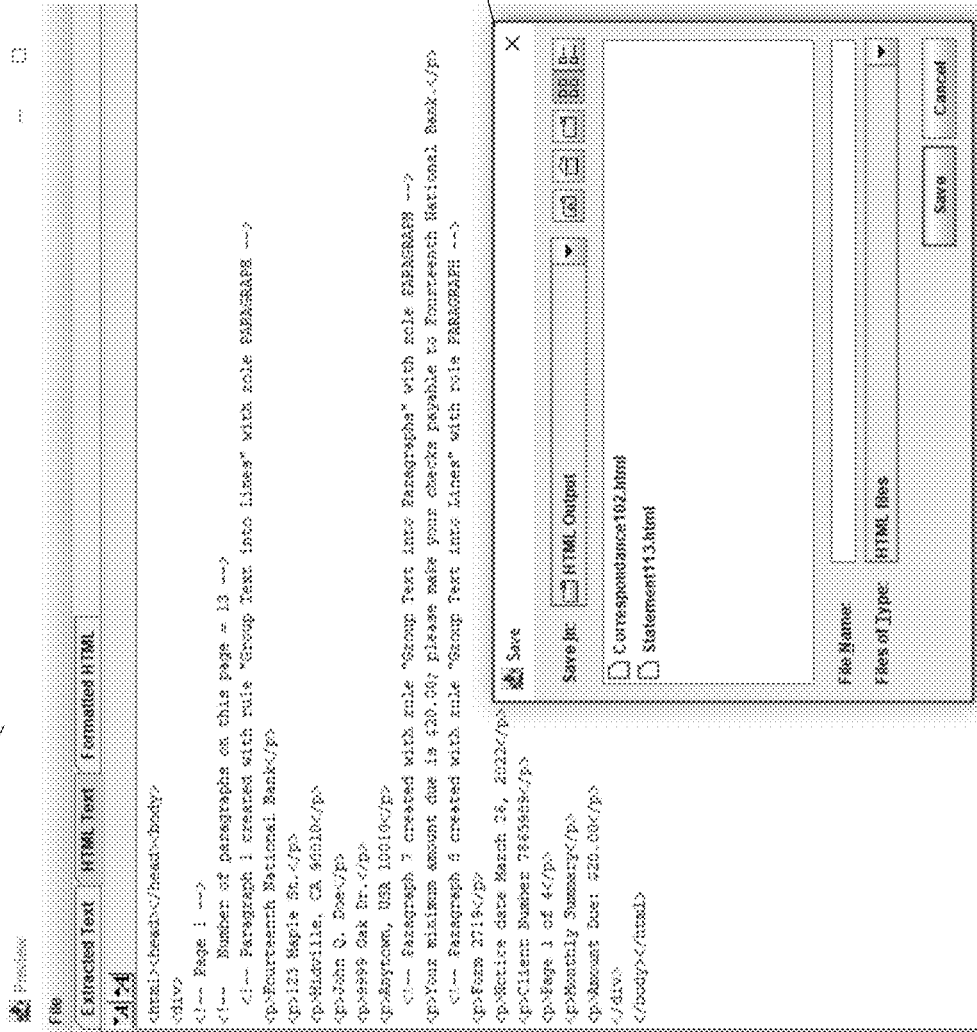 Preview
File
Extracted Text HTML Text Formatted HTML
<html><head></head><body>
<div>
<!-- Page 1 -->
<!-- Number of paragraphs on this page = 13 -->
<!-- Paragraph 1 created with rule "Group Text into lines" with role PARAGRAPH -->
<p>Fourteenth National Bank</p>
<p>123 Maple St.</p>
<p>Midville, CA 90010</p>
<p>John Q. Doe</p>
<p>9899 Oak Dr.</p>
<p>Anytown, USA 10010</p>
<!-- Paragraph 7 created with rule "Group Text into Paragraphs" with role PARAGRAPH -->
<p>Your minimum amount due is $20.00; please make your checks payable to Fourteenth National Bank.</p>
<!-- Paragraph 8 created with rule "Group Text into Lines" with role PARAGRAPH -->
<p>Form 2719</p>
<p>Notice date March 26, 2022</p>
<p>Client Number 7865989</p>
<p>Page 1 of 4</p>
<p>Monthly Summary</p>
<p>Amount Due: $20.00</p>
</div>
</body></html>
Save
Save In: HTML Output
Correspondance102.html
Statement113.html
File Name:
Files of Type: HTML files
Save Cancel